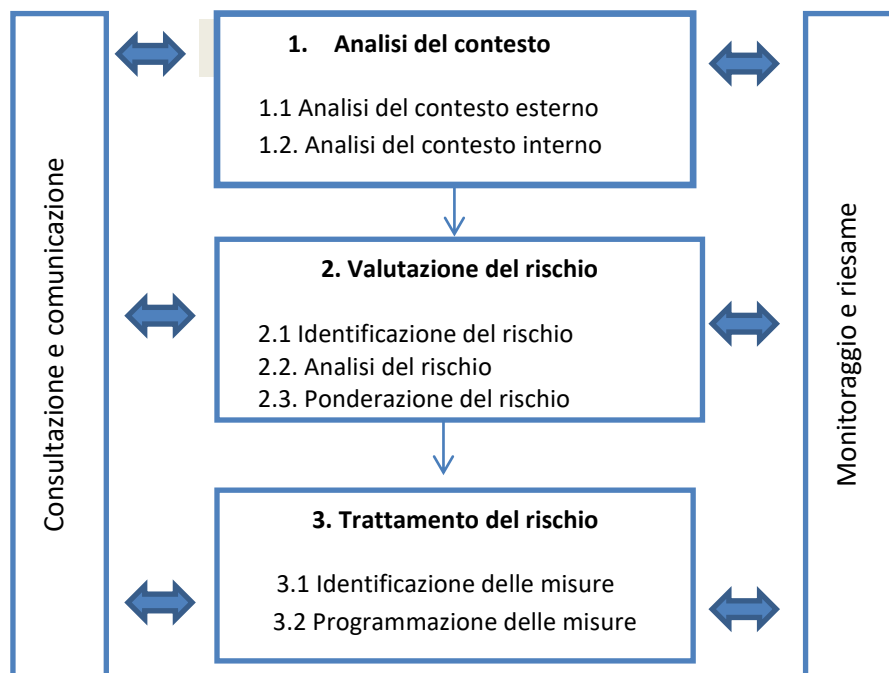 Consultazione e comunicazione
1. Analisi del contesto
1.1 Analisi del contesto esterno
1.2. Analisi del contesto interno
2. Valutazione del rischio
2.1 Identificazione del rischio
2.2. Analisi del rischio
2.3. Ponderazione del rischio
3. Trattamento del rischio
3.1 Identificazione delle misure
3.2 Programmazione delle misure
Monitoraggio e riesame